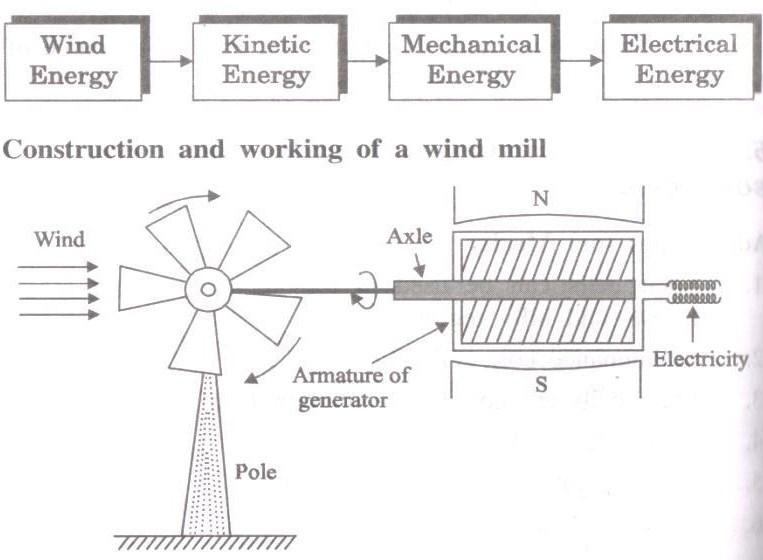 Wind
Energy
Kinetic
Energy
Mechanical
Energy
Electrical
Energy
Construction and working of a wind mill
N
Wind
Axle
Electricity
Armature of
generator
S
Pole